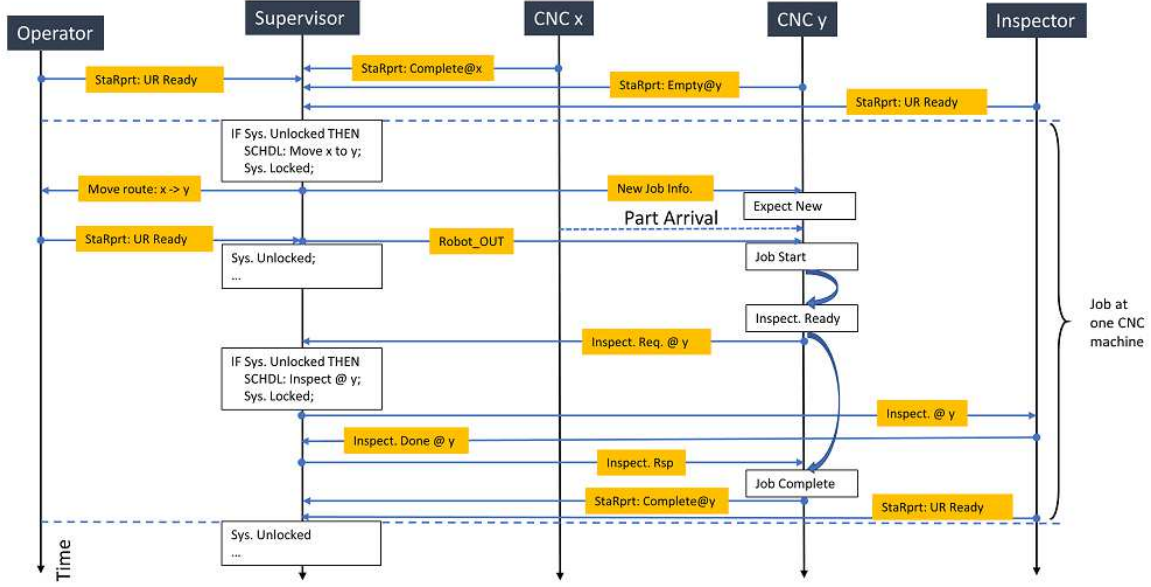 Operator
Supervisor
CNC x
CNC y
Inspector
StaRprt: UR Ready
StaRprt: Complete@x
StaRprt: Empty@y
StaRprt: UR Ready
IF Sys. Unlocked THEN
SCHDL: Move x to y;
Sys. Locked;
Move route: x -> y
New Job Info.
Expect New
Part Arrival
StaRprt: UR Ready
Robot_OUT
Sys. Unlocked;
...
Job Start
Inspect. Ready
Job at
one CNC
machine
Inspect. Req. @ y
IF Sys. Unlocked THEN
SCHDL: Inspect @ y;
Sys. Locked;
Inspect. @ y
Inspect. Done @ y
Inspect. Rsp
Job Complete
StaRprt: Complete@y
StaRprt: UR Ready
Sys. Unlocked
...
Time